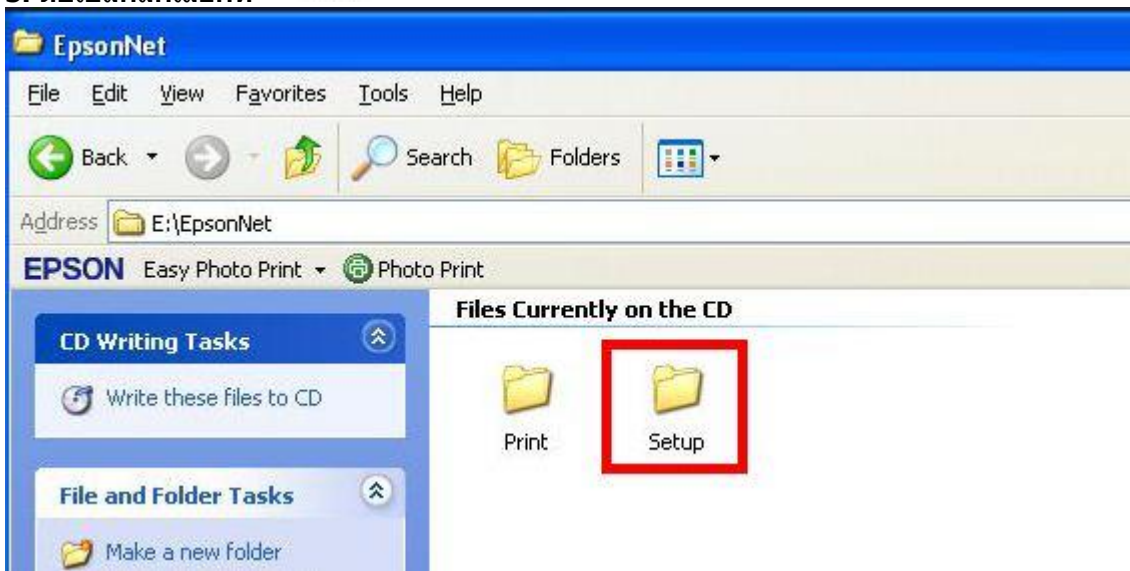 EpsonNet
File Edit View Favorites Tools Help
Back Search Folders
Address E:\EpsonNet
EPSON Easy Photo Print Photo Print
Files Currently on the CD
CD Writing Tasks
Write these files to CD
Print Setup
File and Folder Tasks
Make a new folder